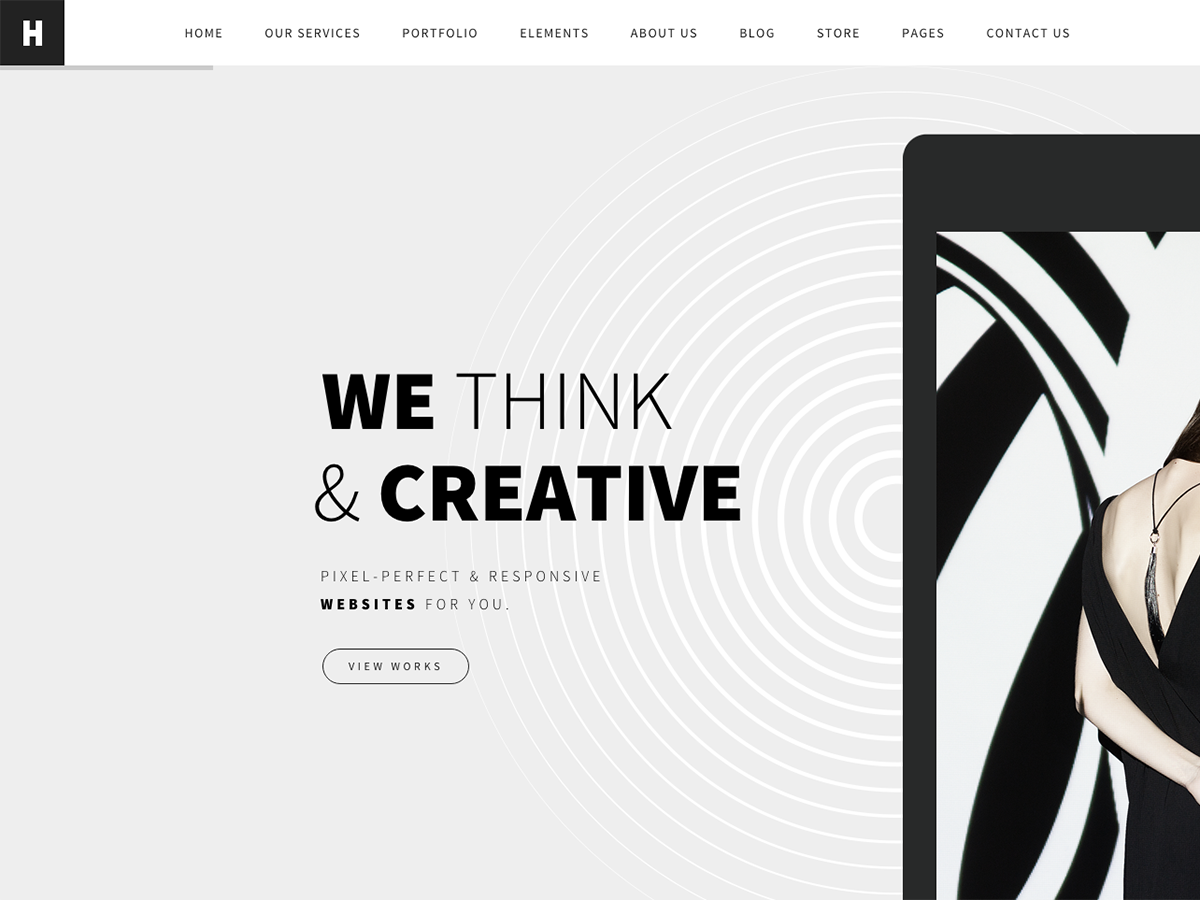 H
HOME OUR SERVICES PORTFOLIO ELEMENTS ABOUT US BLOG STORE PAGES CONTACT US
WE THINK
& CREATIVE
PIXEL-PERFECT & RESPONSIVE
WEBSITES FOR YOU.
VIEW WORKS